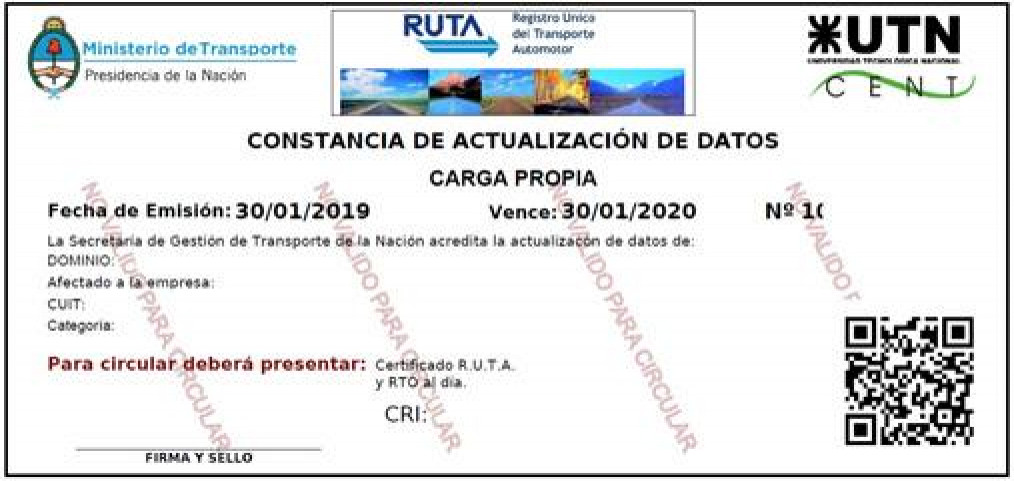 Ministerio de Transporte
Presidencia de la Nación
RUTA
Registro Unico
del Transporte
Automotor
UTN
UNIVERSIDAD TECNOLÓGICA NACIONAL
CENT
CONSTANCIA DE ACTUALIZACIÓN DE DATOS
CARGA PROPIA
Fecha de Emisión: 30/01/2019 Vence: 30/01/2020 Nº 10
La Secretaría de Gestión de Transporte de la Nación acredita la actualizacón de datos de:
DOMINIO:
Afectado a la empresa:
CUIT:
Categoria:
Para circular deberá presentar: Certificado R.U.T.A.
y RTO al dia.
CRI:
FIRMA Y SELLO
NO VALIDO PARA CIRCULAR
NO VALIDO PARA CIRCULAR
NO VALIDO PARA CIRCULAR
NO VALIDO